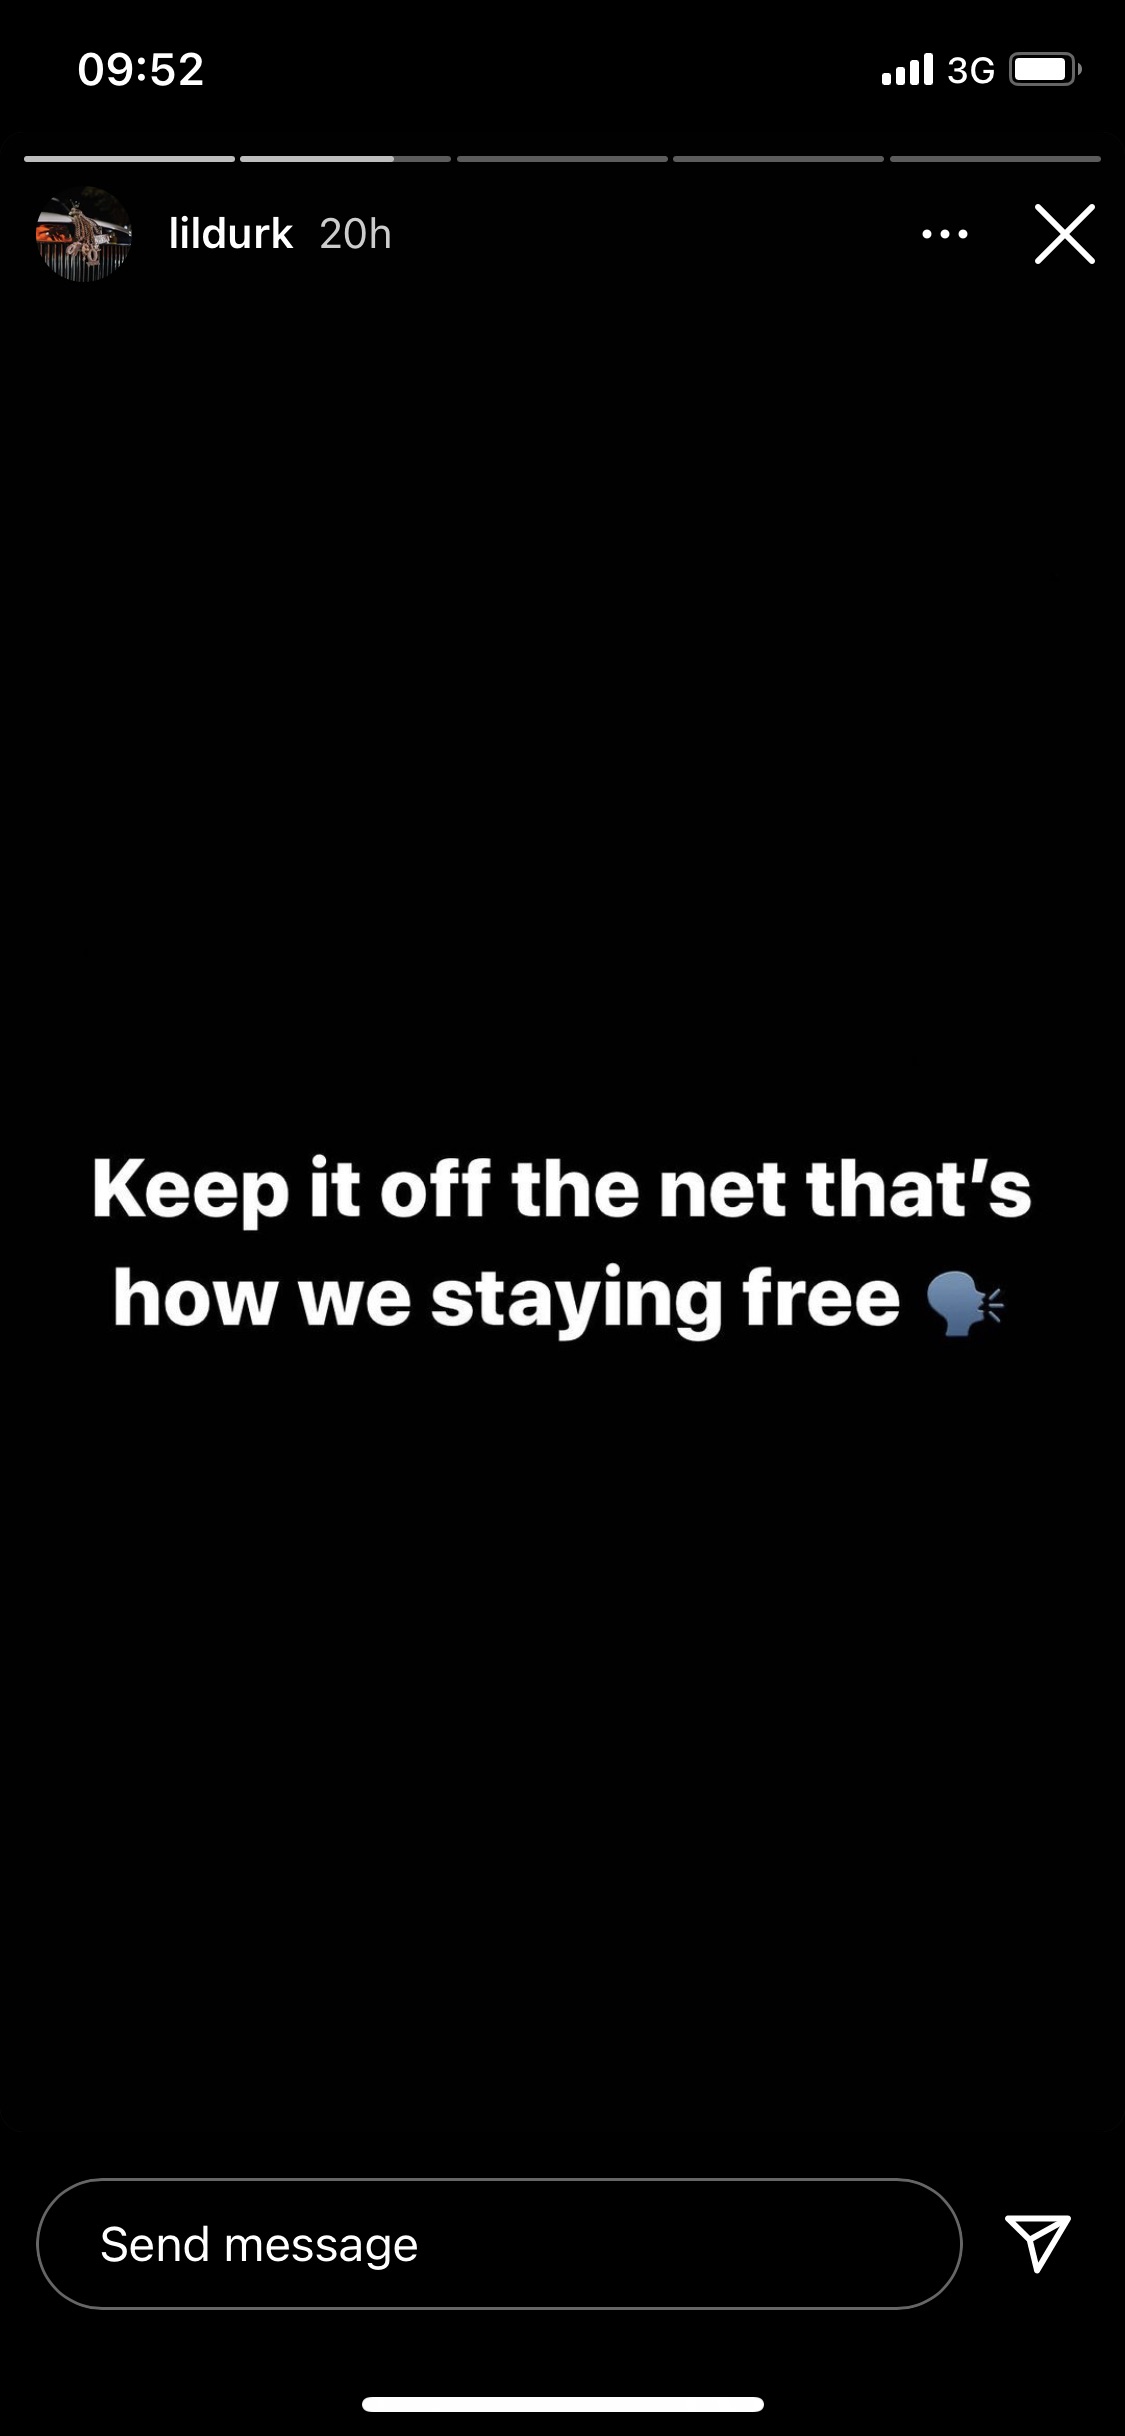 09:52 3G
lildurk 20h
Keep it off the net that’s
how we staying free 🗣
Send message